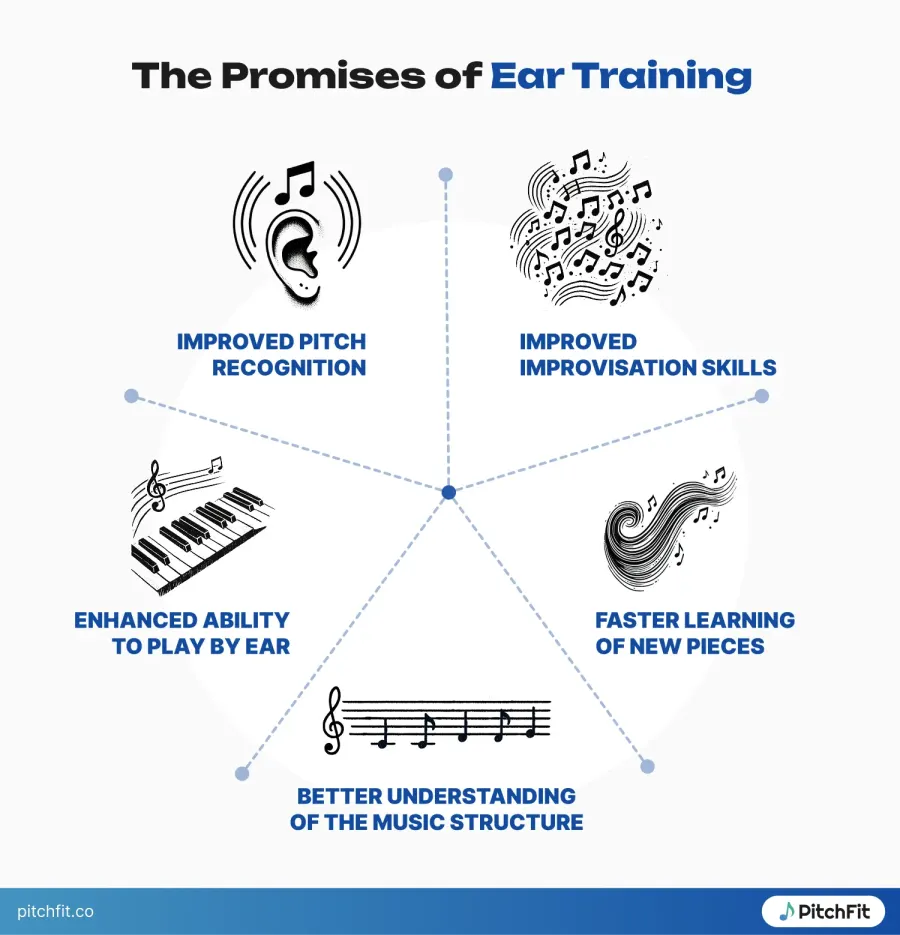 The Promises of Ear Training
IMPROVED PITCH
RECOGNITION
IMPROVED
IMPROVISATION SKILLS
ENHANCED ABILITY
TO PLAY BY EAR
FASTER LEARNING
OF NEW PIECES
BETTER UNDERSTANDING
OF THE MUSIC STRUCTURE
pitchfit.co
PitchFit